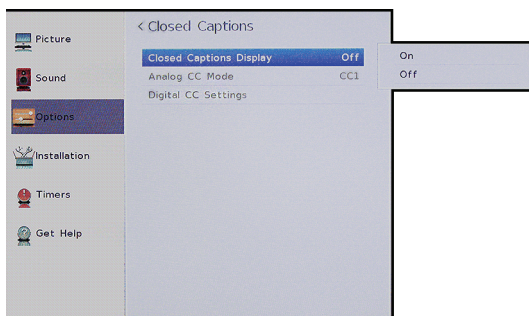 Picture
Sound
Options
Installation
Timers
Get Help
< Closed Captions
Closed Captions Display Off
Analog CC Mode CC1
Digital CC Settings
On
Off